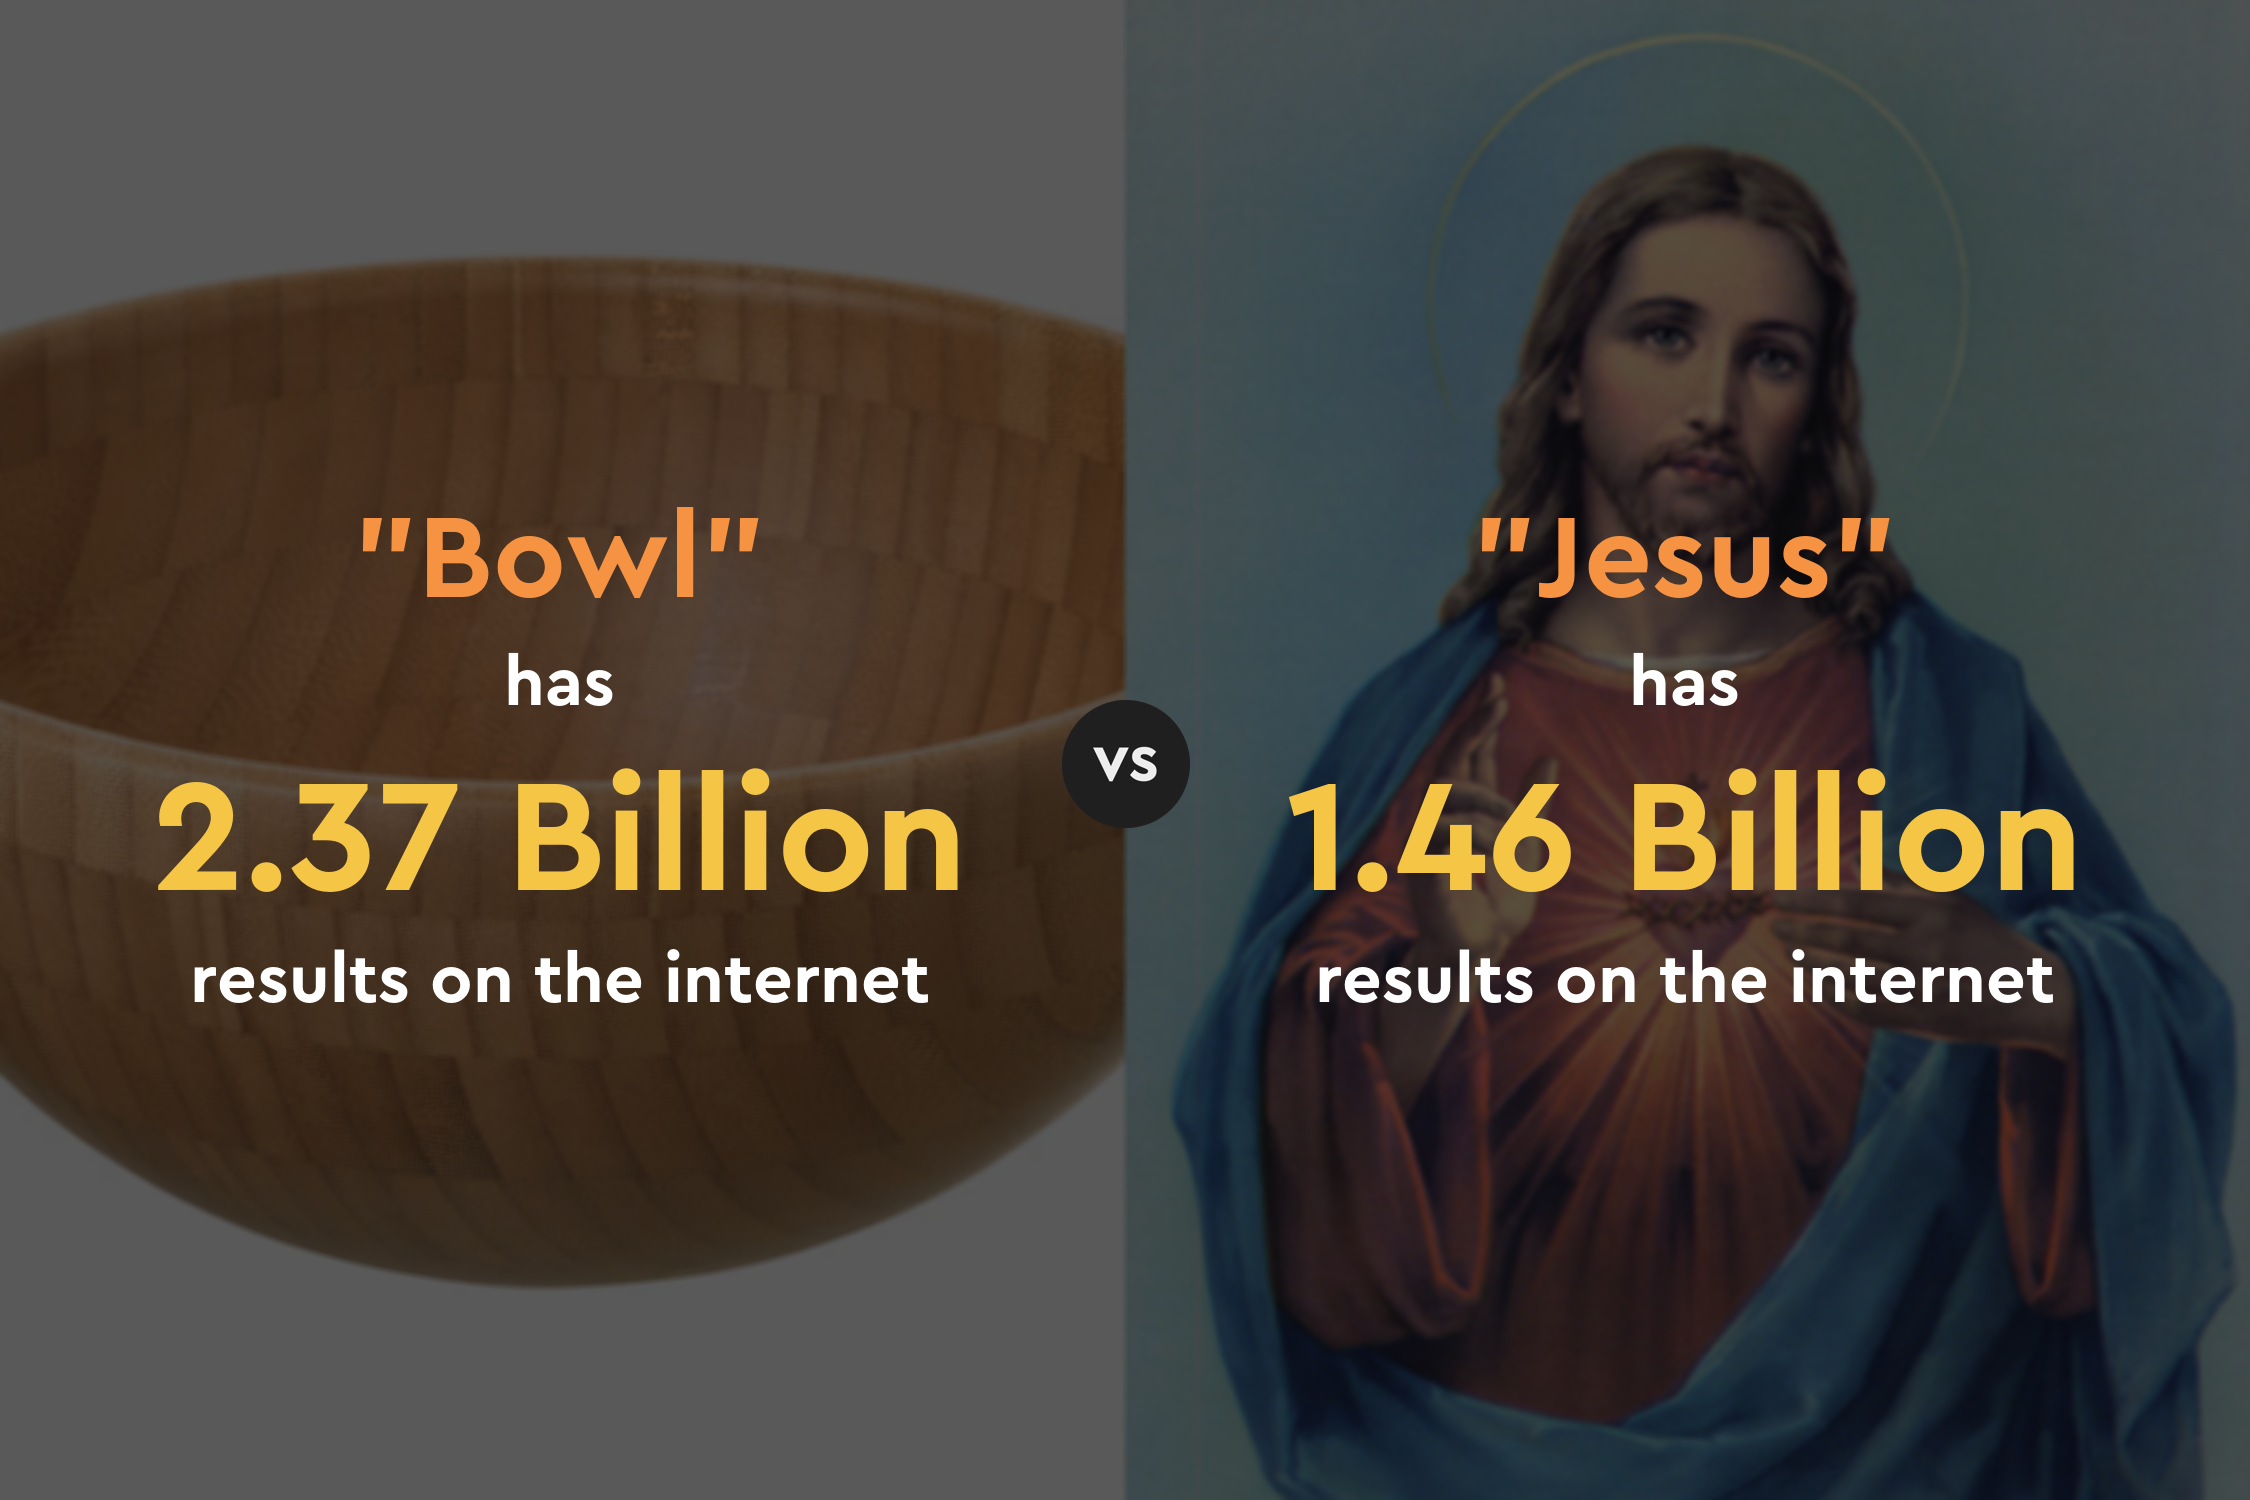 "Bowl"
has
2.37 Billion
results on the internet
vs
"Jesus"
has
1.46 Billion
results on the internet